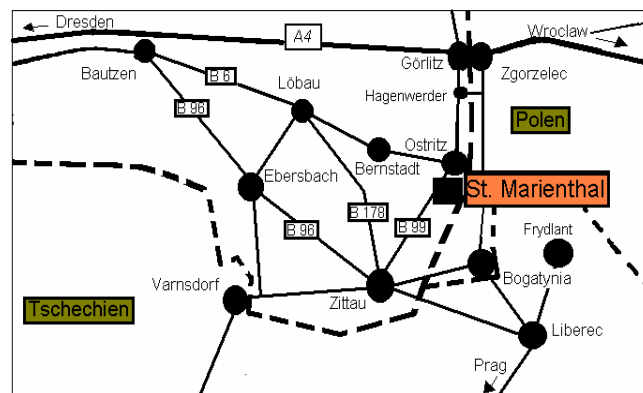 Dresden
A4
Wroclaw
Bautzen
B 6
Görlitz
Zgorzelec
Löbau
Hagenwerder
B 96
Polen
Ostritz
Ebersbach
Bernstadt
St. Marienthal
B 178
Frydlant
B 96
B 99
Varnsdorf
Bogatynia
Zittau
Tschechien
Liberec
Prag